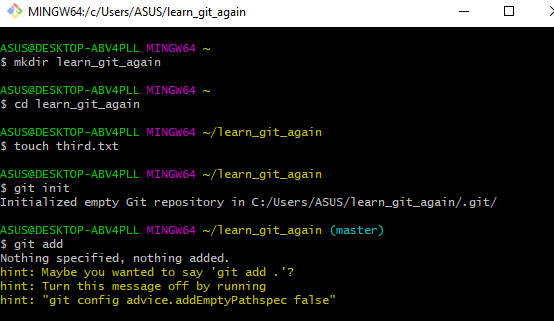 MINGW64:/c/Users/ASUS/learn_git_again
ASUS@DESKTOP-ABV4PLL MINGW64 ~
$ mkdir learn_git_again
ASUS@DESKTOP-ABV4PLL MINGW64 ~
$ cd learn_git_again
ASUS@DESKTOP-ABV4PLL MINGW64 ~/learn_git_again
$ touch third.txt
ASUS@DESKTOP-ABV4PLL MINGW64 ~/learn_git_again
$ git init
Initialized empty Git repository in C:/Users/ASUS/learn_git_again/.git/
ASUS@DESKTOP-ABV4PLL MINGW64 ~/learn_git_again (master)
$ git add
Nothing specified, nothing added.
hint: Maybe you wanted to say 'git add .'?
hint: Turn this message off by running
hint: "git config advice.addEmptyPathspec false"